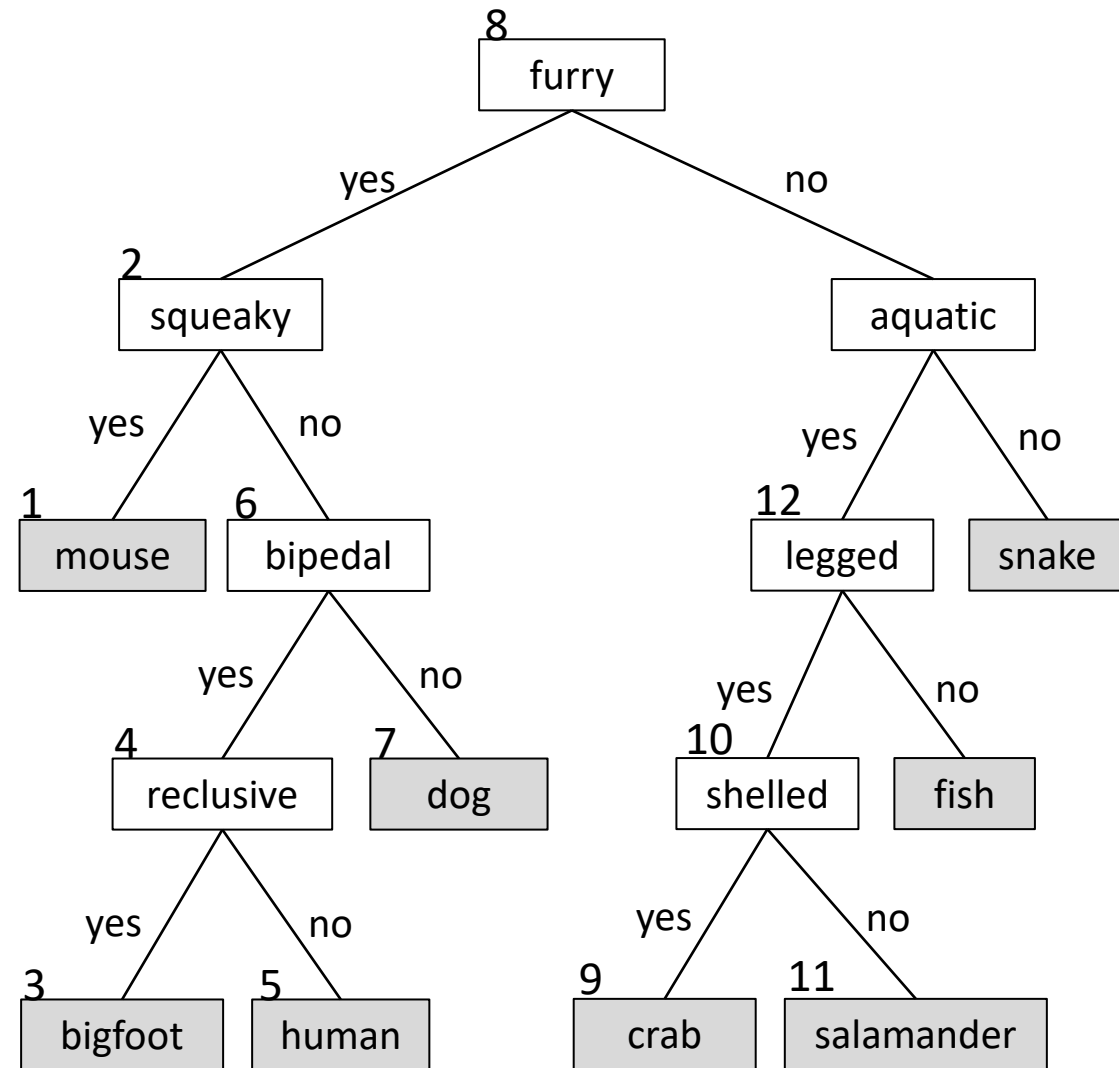 8
furry
yes no
2
squeaky aquatic
yes no yes no
1 6 12
mouse bipedal legged snake
yes no yes no
4 7 10
reclusive dog shelled fish
yes no yes no
3 5 9 11
bigfoot human crab salamander